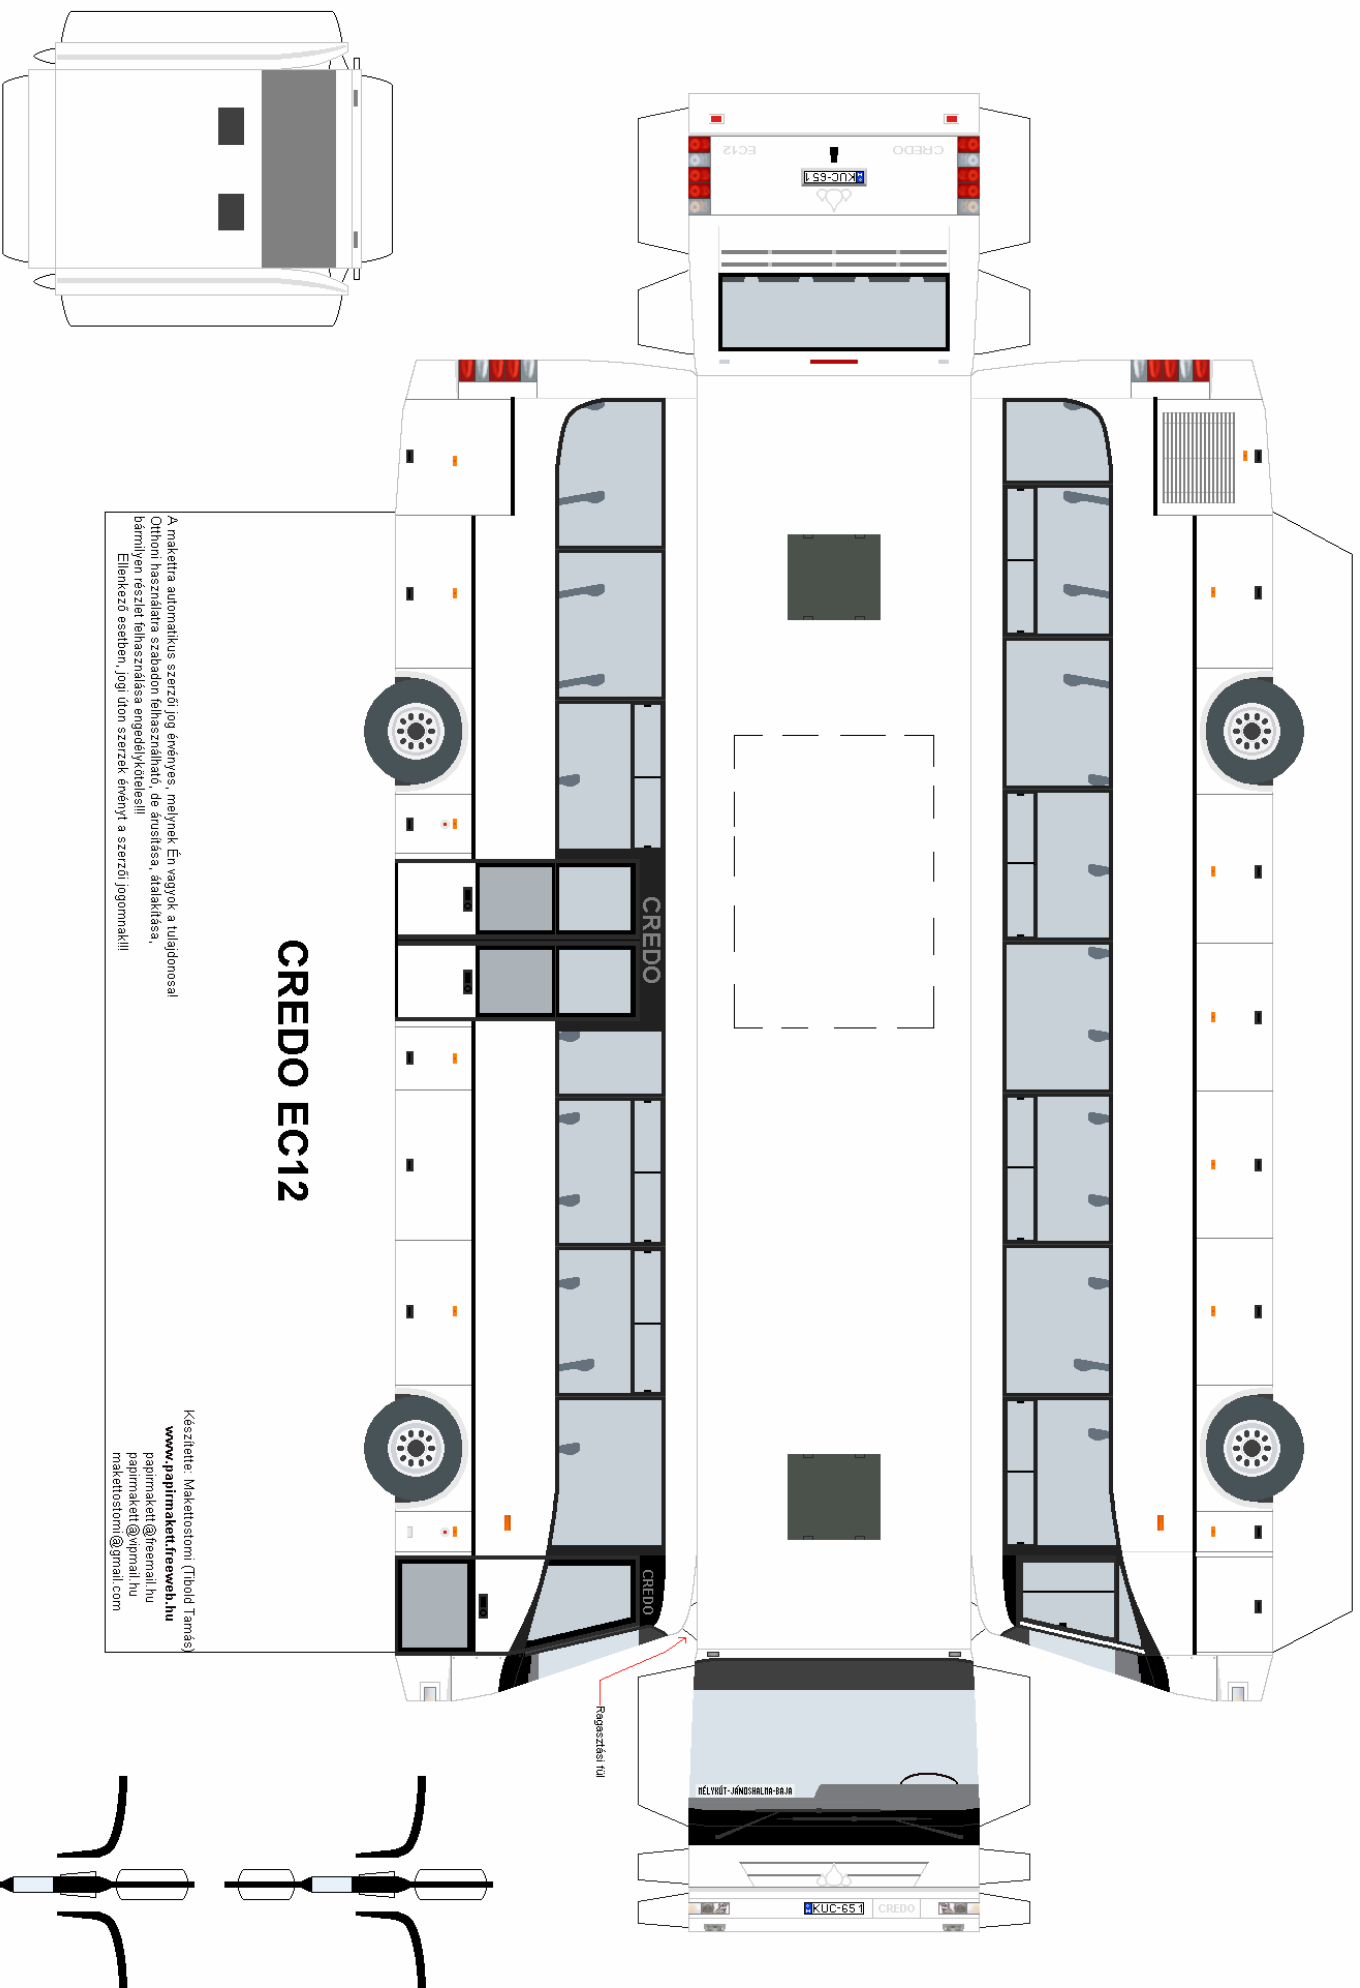 EC12
CREDO
KUC-651
A makettra automatikus szerzői jog érvényes, melynek Én vagyok a tulajdonosa!
Otthoni használatra szabadon felhasználható, de árusítása, átalakítása,
bármilyen részlet felhasználása engedélyköteles!!!
Ellenkező esetben, jogi úton szerzek érvényt a szerzői jogomnak!!!
CREDO EC12
CREDO
Készítette: Makettostomi (Tibold Tamás)
www.papirmakett.freeweb.hu
papirmakett@freemail.hu
papirmakett@vipmail.hu
makettostomi@gmail.com
CREDO
Ragasztási fül
MÉLYKÚT-JÁNOSHALMA-BAJA
KUC-651
CREDO